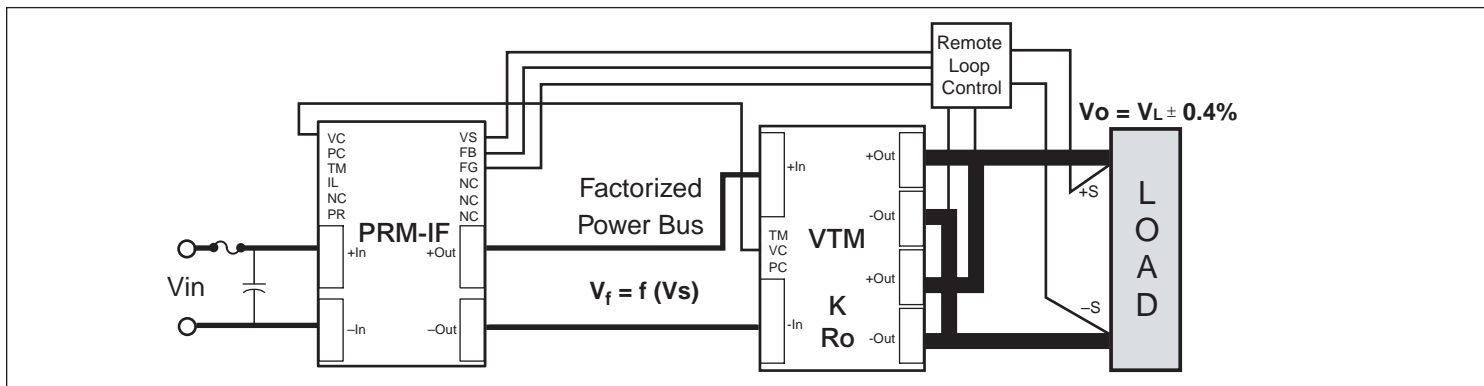 Remote
Loop
Control
Vo = VL ± 0.4%
VC
PC
TM
IL
NC
PR
VS
FB
FG
NC
NC
NC
PRM-IF
+In
+Out
–In
–Out
Vin
Factorized
Power Bus
Vf = f (Vs)
+In
TM
VC
PC
-In
VTM
K
Ro
+Out
-Out
+Out
-Out
+S
–S
L
O
A
D